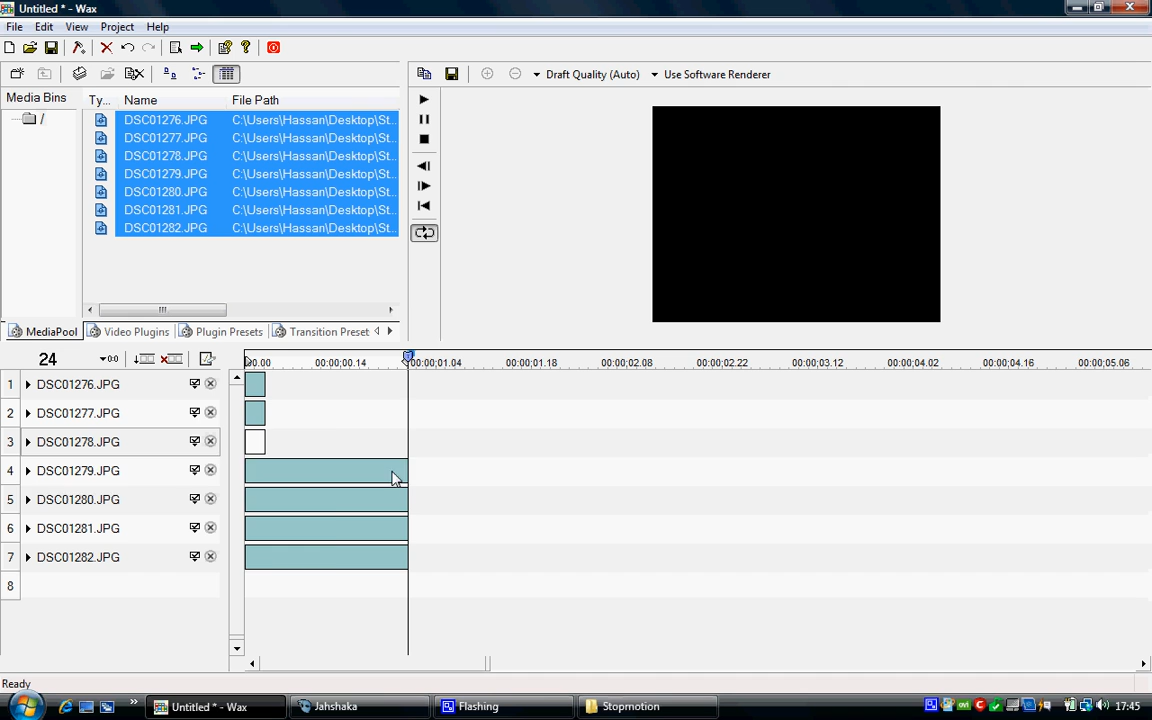 Untitled * - Wax
File Edit View Project Help
Draft Quality (Auto) Use Software Renderer
Media Bins Ty... Name File Path
/
DSC01276.JPG C:\Users\Hassan\Desktop\St...
DSC01277.JPG C:\Users\Hassan\Desktop\St...
DSC01278.JPG C:\Users\Hassan\Desktop\St...
DSC01279.JPG C:\Users\Hassan\Desktop\St...
DSC01280.JPG C:\Users\Hassan\Desktop\St...
DSC01281.JPG C:\Users\Hassan\Desktop\St...
DSC01282.JPG C:\Users\Hassan\Desktop\St...
MediaPool Video Plugins Plugin Presets Transition Preset
24 00:00;00.14 00:00;01.04 00:00;01.18 00:00;02.08 00:00;02.22 00:00;03.12 00:00;04.02 00:00;04.16 00:00;05.06
1 DSC01276.JPG
2 DSC01277.JPG
3 DSC01278.JPG
4 DSC01279.JPG
5 DSC01280.JPG
6 DSC01281.JPG
7 DSC01282.JPG
8
Ready
Untitled * - Wax Jahshaka Flashing Stopmotion 17:45